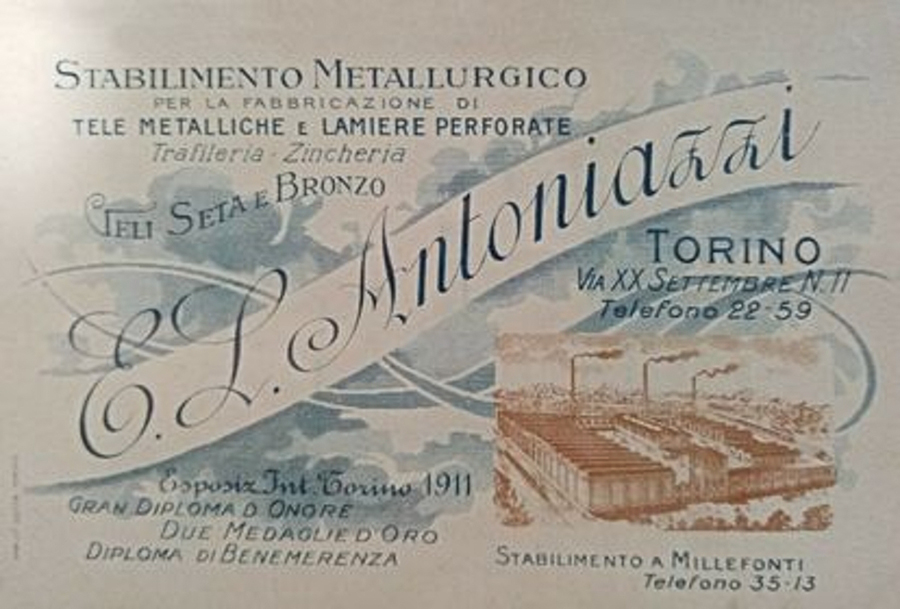 STABILIMENTO METALLURGICO
PER LA FABBRICAZIONE DI
TELE METALLICHE E LAMIERE PERFORATE
Trafileria - Zincheria
TELI SETA E BRONZO
E. L. Antoniazzi
TORINO
VIA XX SETTEMBRE N. 11
Telefono 22-59
Esposiz. Int. Torino 1911
GRAN DIPLOMA D ONORE
DUE MEDAGLIE D ORO
DIPLOMA DI BENEMERENZA
STABILIMENTO A MILLEFONTI
Telefono 35-13